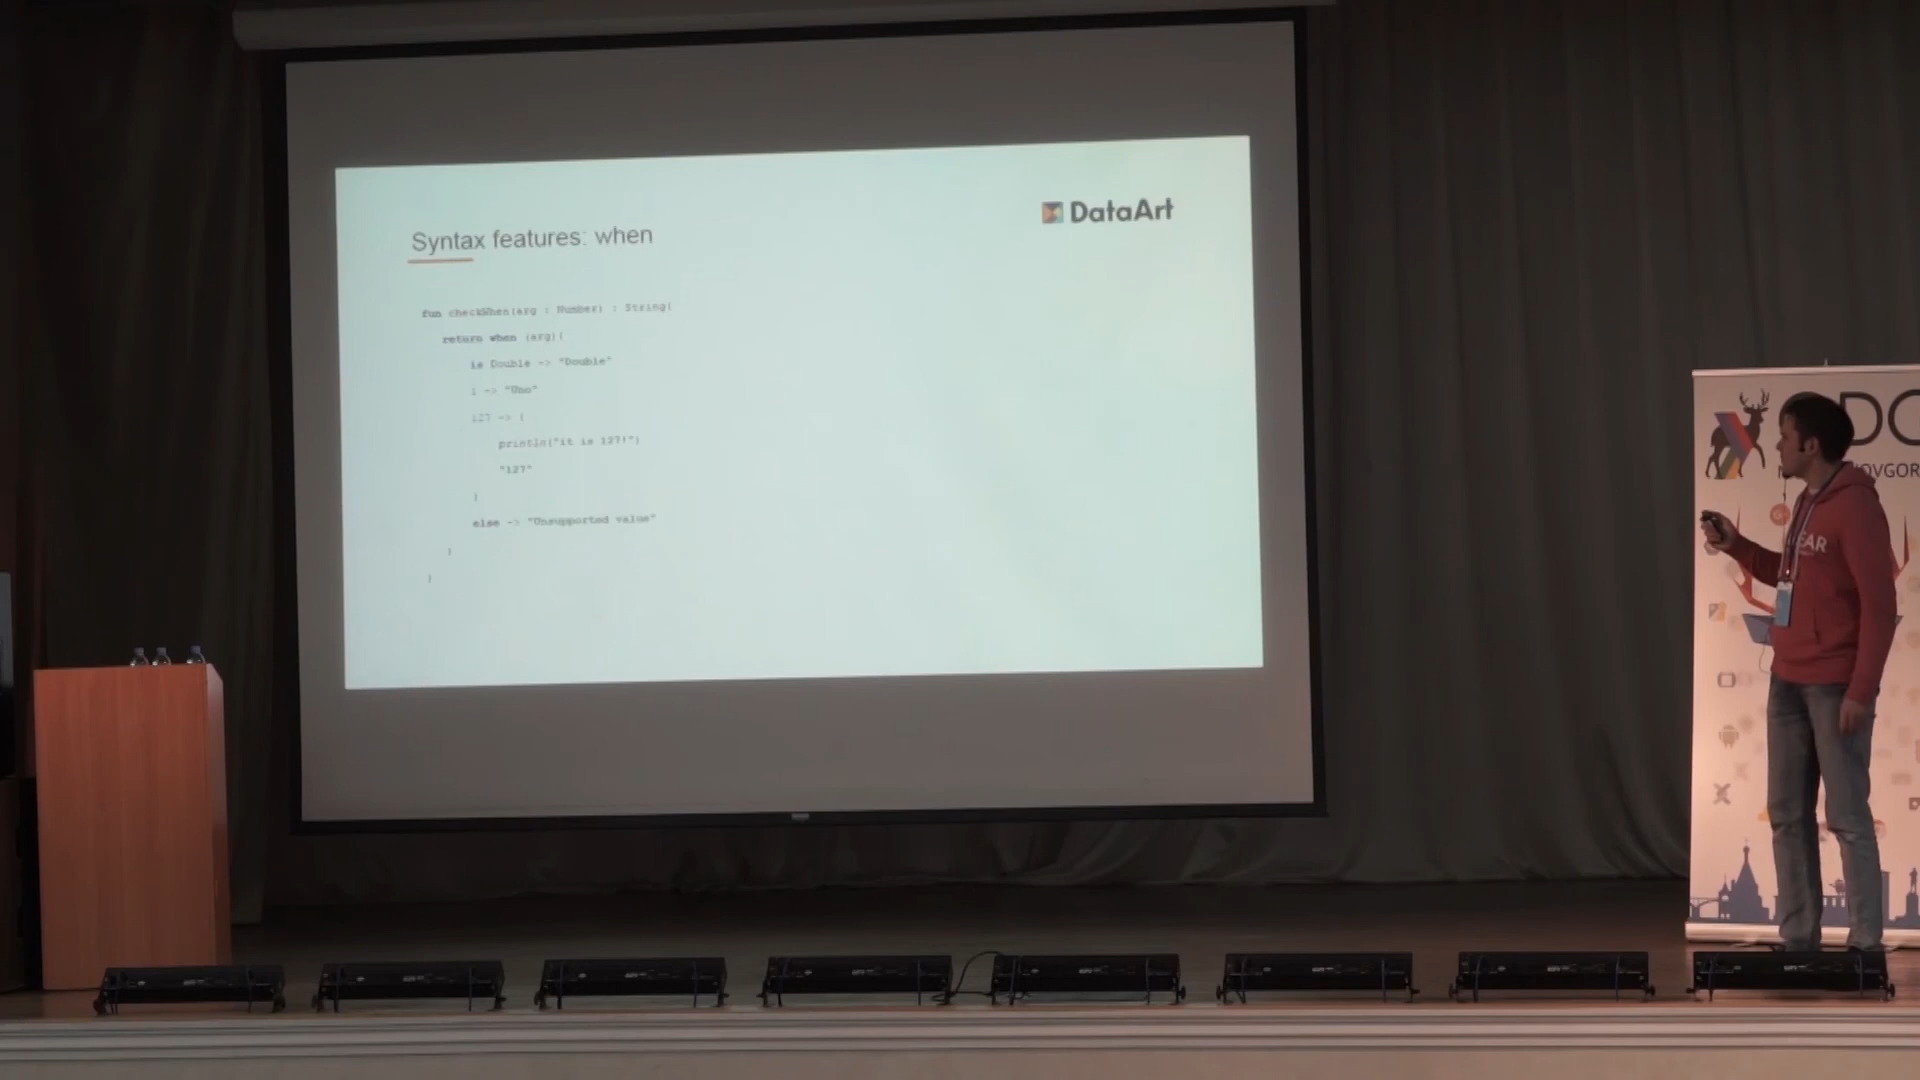 DataArt
Syntax features: when
fun checkWhen(arg : Number) : String{
return when (arg){
is Double -> "Double"
1 -> "Uno"
127 -> {
println("it is 127!")
"127"
}
else -> "Unsupported value"
}
}